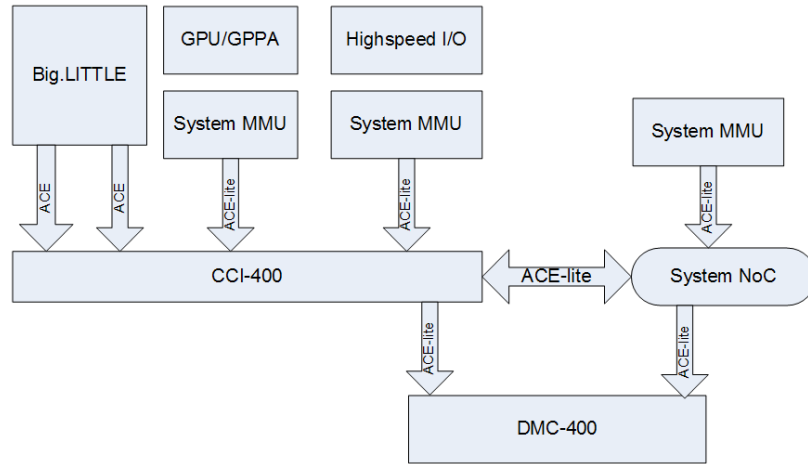 Big.LITTLE
GPU/GPPA
Highspeed I/O
System MMU
System MMU
System MMU
ACE
ACE
ACE-lite
ACE-lite
ACE-lite
CCI-400
ACE-lite
System NoC
ACE-lite
ACE-lite
DMC-400